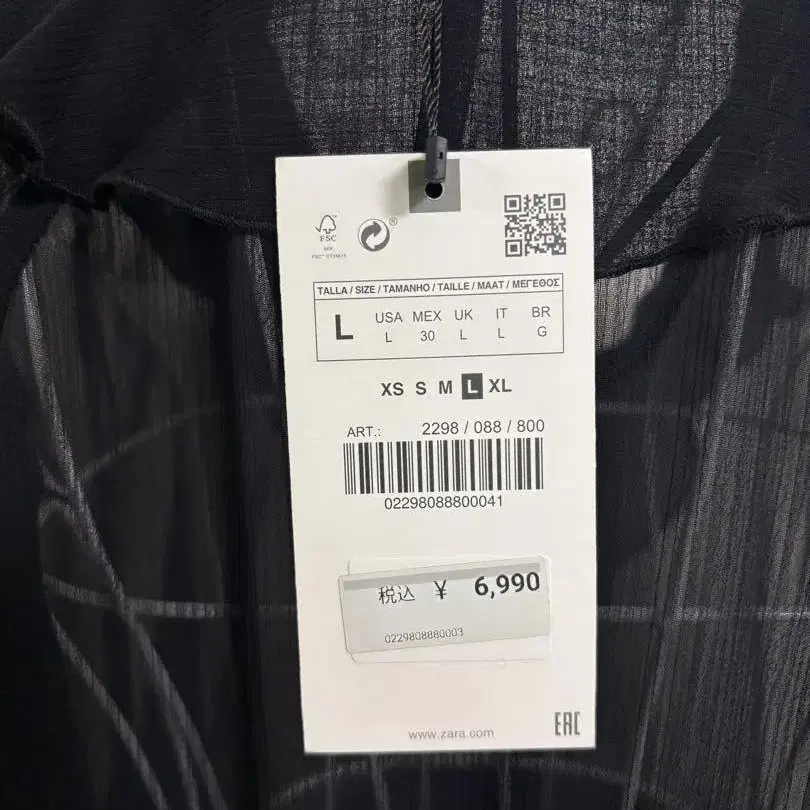 FSC
MIX
®
TALLA / SIZE / TAMANHO / TAILLE / MAAT / ΜΕΓΕΘΟΣ
L
USA MEX UK IT BR
L 30 L L G
XS S M L XL
ART.: 2298 / 088 / 800
02298088800041
税込 ¥ 6,990
0229808880003
www.zara.com
EAC